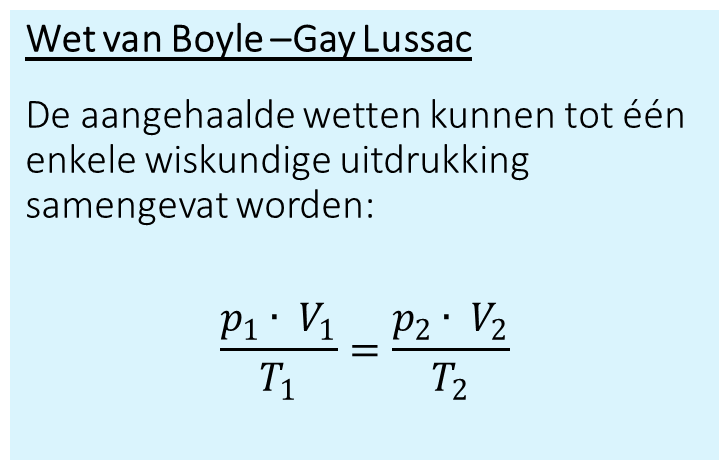 Wet van Boyle –Gay Lussac
De aangehaalde wetten kunnen tot één
enkele wiskundige uitdrukking
samengevat worden:
p₁ · V₁ / T₁ = p₂ · V₂ / T₂